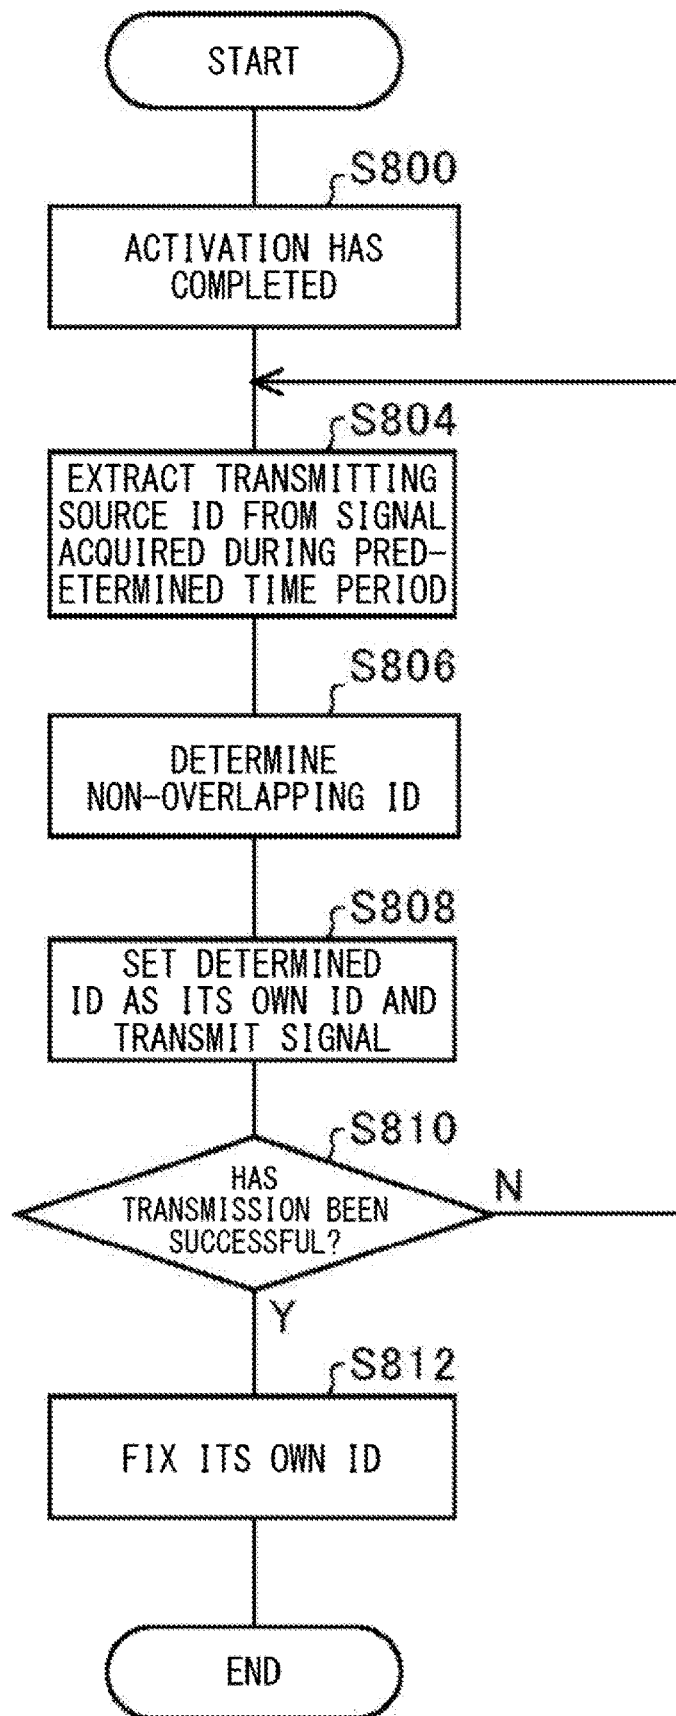 START
S800
ACTIVATION HAS
COMPLETED
S804
EXTRACT TRANSMITTING
SOURCE ID FROM SIGNAL
ACQUIRED DURING PRED-
ETERMINED TIME PERIOD
S806
DETERMINE
NON-OVERLAPPING ID
S808
SET DETERMINED
ID AS ITS OWN ID AND
TRANSMIT SIGNAL
S810
HAS
TRANSMISSION BEEN
SUCCESSFUL?
N
Y
S812
FIX ITS OWN ID
END